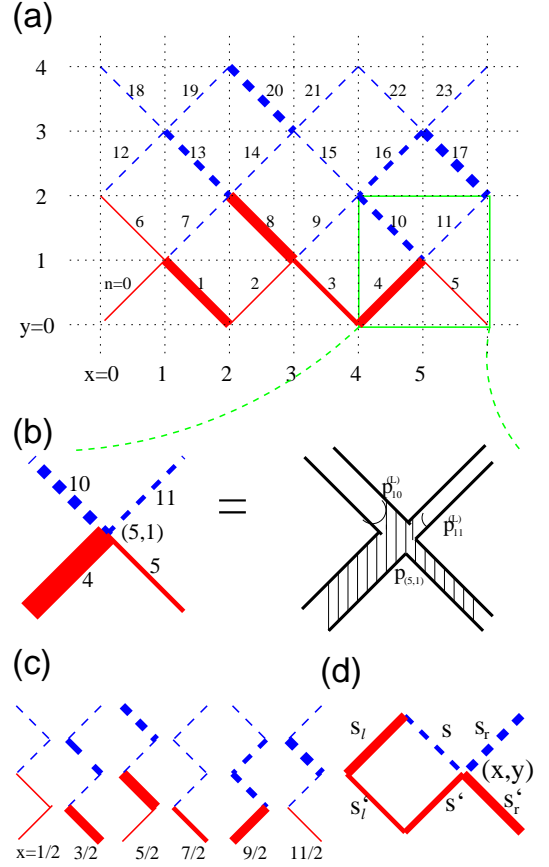 (a)
4
18 19 20 21 22 23
3
12 13 14 15 16 17
2
6 7 8 9 10 11
1
n=0 1 2 3 4 5
y=0
x=0 1 2 3 4 5
(b)
10
11
(5,1)
4
5
=
p10(L)
p11(L)
p(5,1)
(c)
x=1/2 3/2 5/2 7/2 9/2 11/2
(d)
sl s sr
(x,y)
sl‘ s‘ sr‘